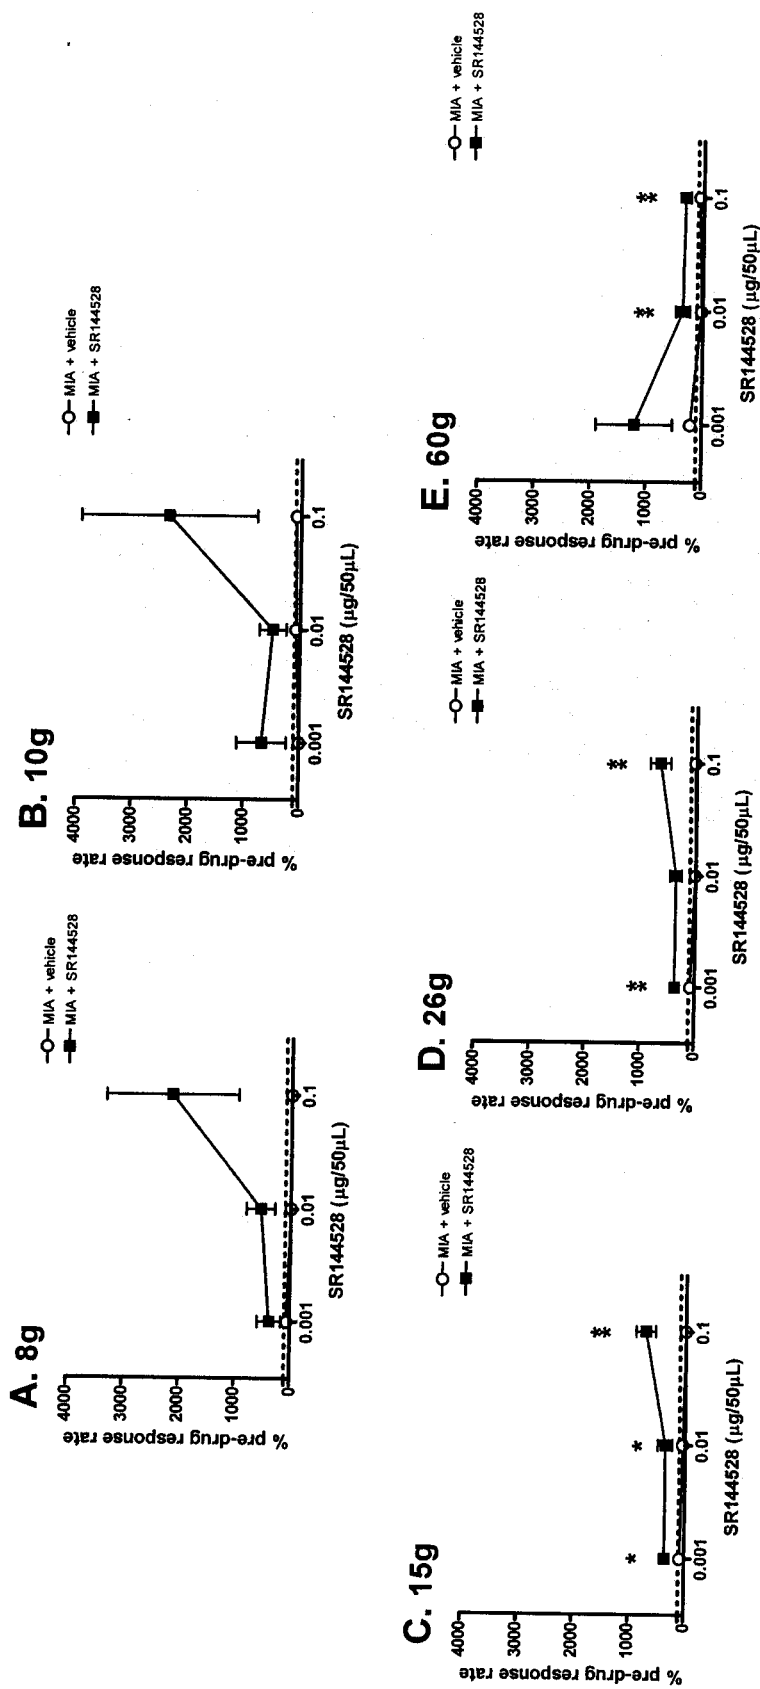 A. 8g
MIA + vehicle
MIA + SR144528
% pre-drug response rate
4000
3000
2000
1000
0
0.001
0.01
0.1
SR144528 (µg/50µL)
B. 10g
MIA + vehicle
MIA + SR144528
% pre-drug response rate
4000
3000
2000
1000
0
0.001
0.01
0.1
SR144528 (µg/50µL)
C. 15g
MIA + vehicle
MIA + SR144528
% pre-drug response rate
4000
3000
2000
1000
0
*
*
**
0.001
0.01
0.1
SR144528 (µg/50µL)
D. 26g
MIA + vehicle
MIA + SR144528
% pre-drug response rate
4000
3000
2000
1000
0
**
**
0.001
0.01
0.1
SR144528 (µg/50µL)
E. 60g
MIA + vehicle
MIA + SR144528
% pre-drug response rate
4000
3000
2000
1000
0
**
**
0.001
0.01
0.1
SR144528 (µg/50µL)